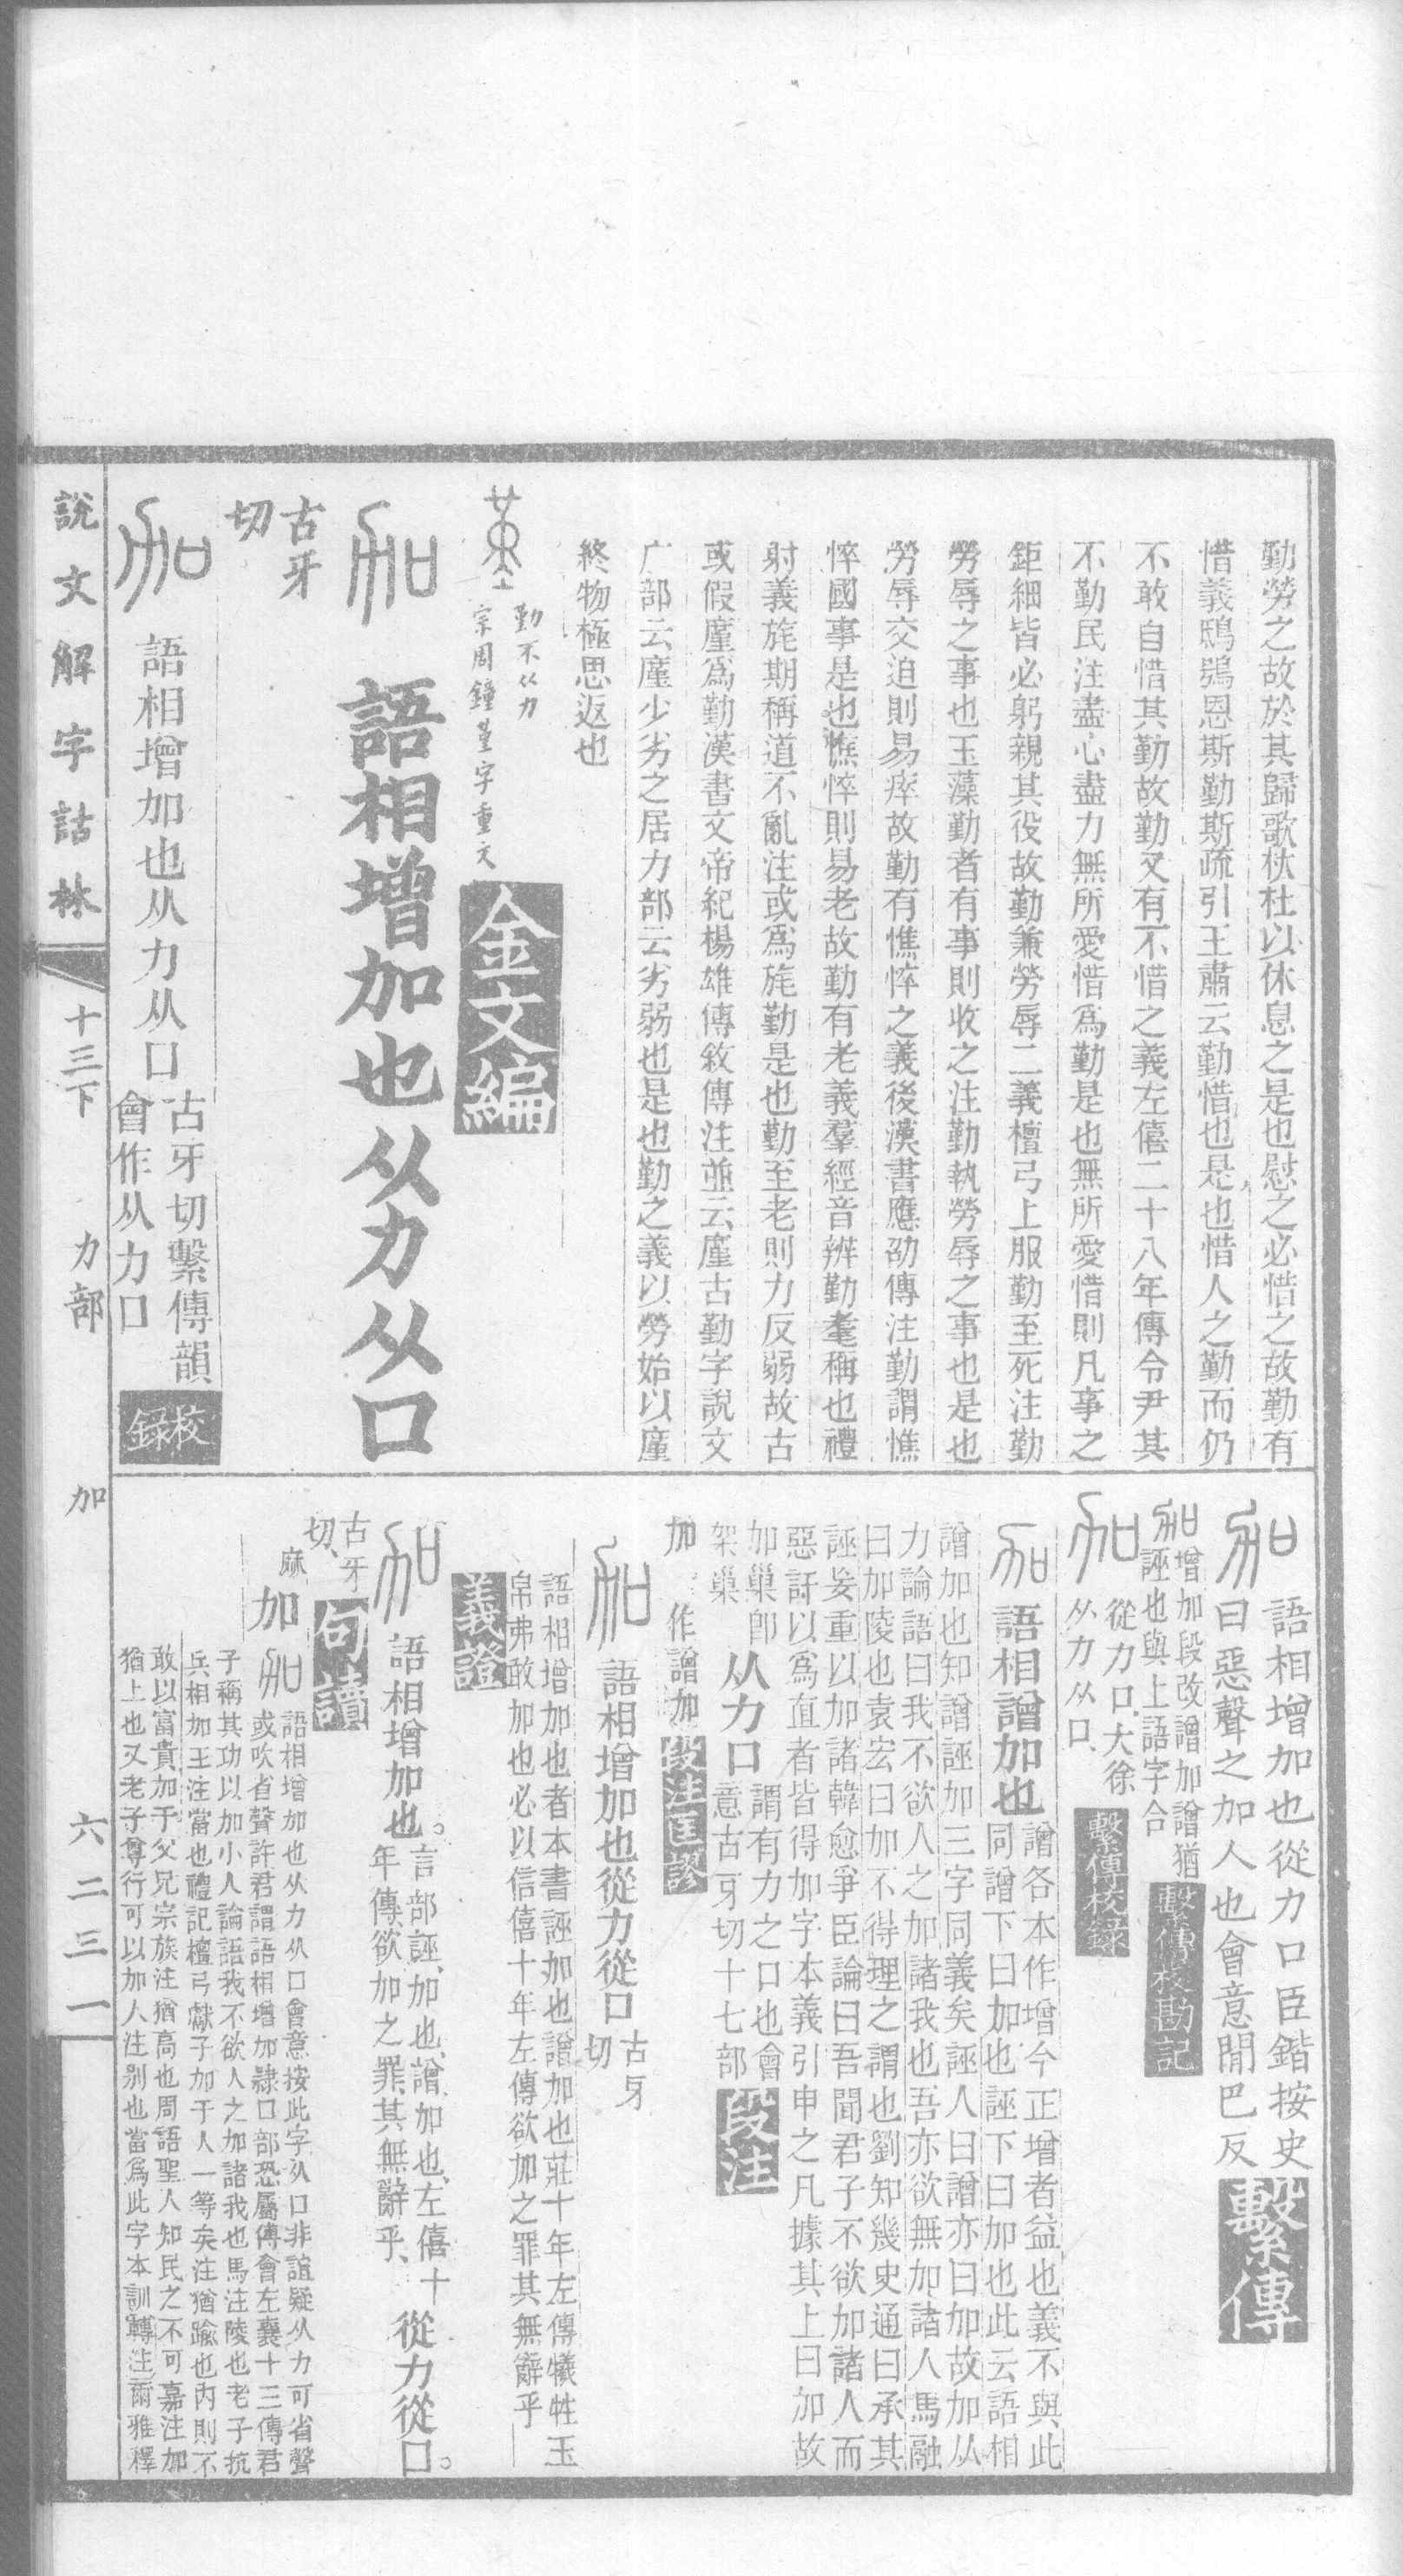 勤勞之故於其歸歌杕杜以休息之是也慰之必惜之故勤有
惜義鴟鴞恩斯勤斯疏引王肅云勤惜也是也惜人之勤而仍
不敢自惜其勤故勤又有不惜之義左僖二十八年傳令尹其
不勤民注盡心盡力無所愛惜爲勤是也無所愛惜則凡事之
鉅細皆必躬親其役故勤兼勞辱二義檀弓上服勤至死注勤
勞辱之事也玉藻勤者有事則收之注勤執勞辱之事也是也
勞辱交迫則易瘁故勤有憔悴之義後漢書應劭傳注勤謂憔
悴國事是也憔悴則易老故勤有老義羣經音辨勤耄稱也禮
射義旄期稱道不亂注或爲旄勤是也勤至老則力反弱故古
或假廑爲勤漢書文帝紀楊雄傳敘傳注並云廑古勤字說文
广部云廑少劣之居力部云劣弱也是也勤之義以勞始以廑
終物極思返也
勤不从力
宗周鐘堇字重文
金文編
語相增加也从力从口
古牙
切
語相增加也从力从口
古牙切繫傳韻
會作从力口
校錄
語相增加也從力口臣鍇按史
曰惡聲之加人也會意閒巴反
繫傳
增加段改譄加譄猶
誣也與上語字合
繫傳校勘記
從力口大徐
从力从口
繫傳校錄
語相譄加也
譄各本作增今正增者益也義不與此
同譄下曰加也誣下曰加也此云語相
譄加也知譄誣加三字同義矣誣人曰譄亦曰加故加从
力論語曰我不欲人之加諸我也吾亦欲無加諸人馬融
曰加陵也袁宏曰加不得理之謂也劉知幾史通曰承其
誣妄重以加諸韓愈爭臣論曰吾聞君子不欲加諸人而
惡訐以爲直者皆得加字本義引申之凡據其上曰加故
加巢卽
架巢
从力口
謂有力之口也會
意古牙切十七部
段注
加 作譄加
段注匡謬
語相增加也從力從口
古牙
切
語相增加也者本書誣加也譄加也莊十年左傳犧牲玉
帛弗敢加也必以信僖十年左傳欲加之罪其無辭乎
義證
語相增加也。
言部誣、加也、譄、加也、左僖十
年傳、欲加之罪、其無辭乎、
從力從口。
古牙
切、
句讀
麻
加
語相增加也从力从口會意按此字从口非誼疑从力可省聲
或吹省聲許君謂語相增加隷口部恐屬傅會左襄十三傳君
子稱其功以加小人論語我不欲人之加諸我也馬注陵也老子抗
兵相加王注當也禮記檀弓獻子加于人一等矣注猶踰也內則不
敢以富貴加于父兄宗族注猶高也周語聖人知民之不可嘉注加
猶上也又老子尊行可以加人注別也當爲此字本訓轉注爾雅釋
說文解字詁林
十三下
力部
加
六二三一